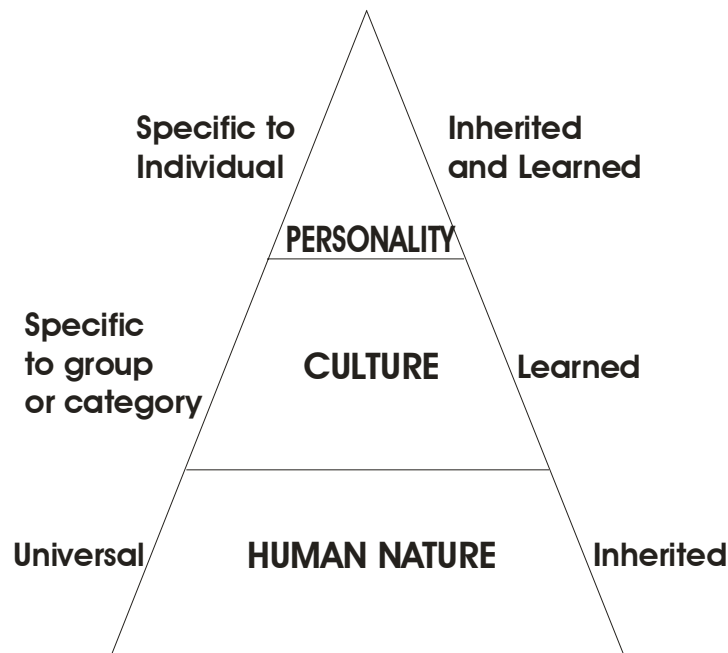 Specific to
Individual
Inherited
and Learned
PERSONALITY
Specific
to group
or category
CULTURE
Learned
Universal
HUMAN NATURE
Inherited